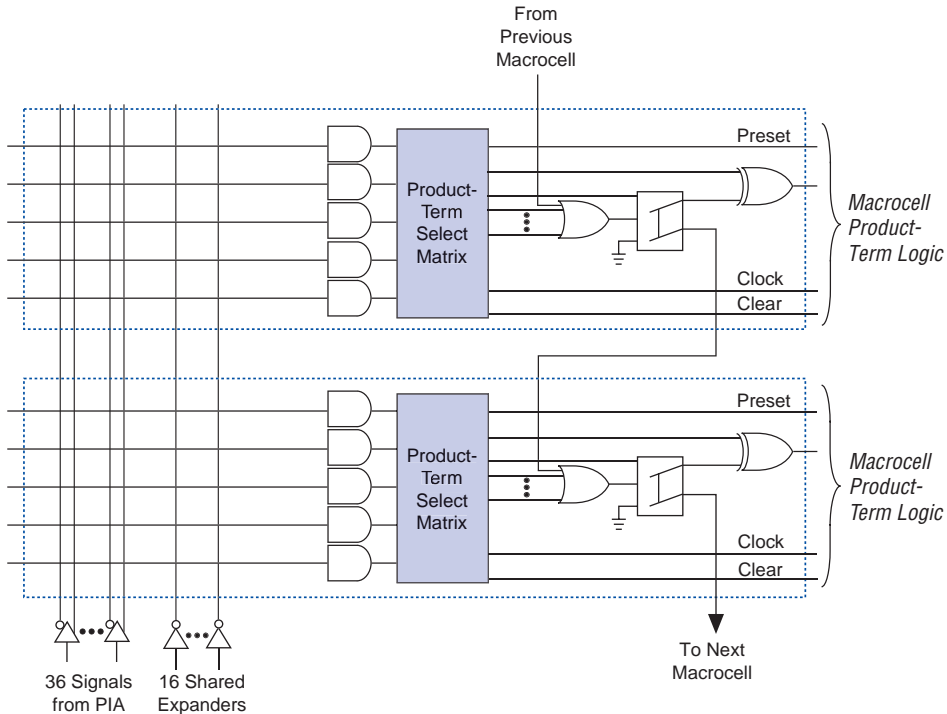 From
Previous
Macrocell
Preset
Product-
Term
Select
Matrix
Macrocell
Product-
Term Logic
Clock
Clear
Preset
Product-
Term
Select
Matrix
Macrocell
Product-
Term Logic
Clock
Clear
36 Signals
from PIA
16 Shared
Expanders
To Next
Macrocell